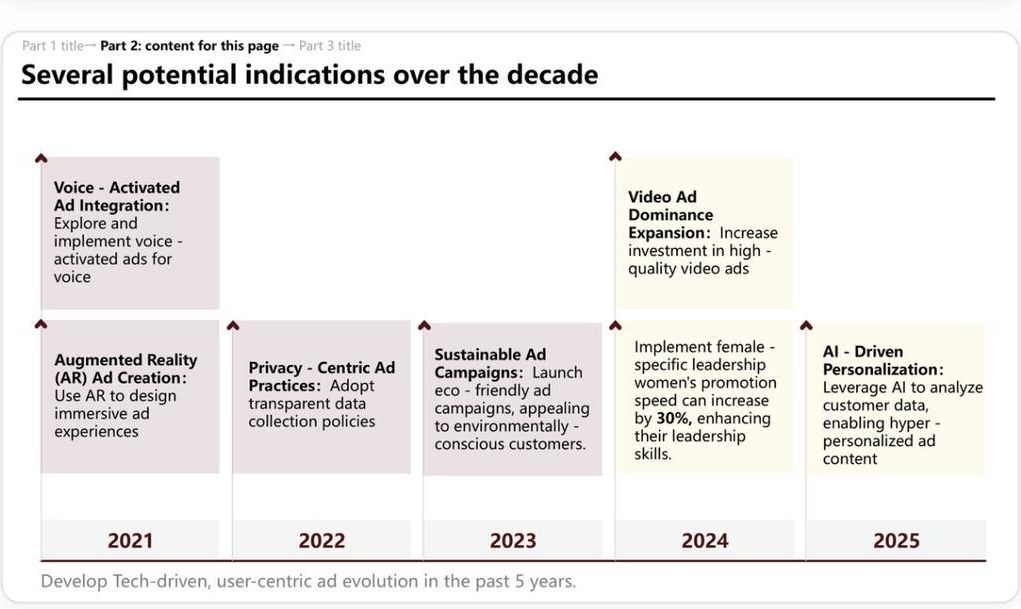 Part 1 title→ Part 2: content for this page → Part 3 title
Several potential indications over the decade
Voice - Activated
Ad Integration:
Explore and
implement voice -
activated ads for
voice
Video Ad
Dominance
Expansion: Increase
investment in high -
quality video ads
Augmented Reality
(AR) Ad Creation:
Use AR to design
immersive ad
experiences
Privacy - Centric Ad
Practices: Adopt
transparent data
collection policies
Sustainable Ad
Campaigns: Launch
eco - friendly ad
campaigns, appealing
to environmentally -
conscious customers.
Implement female -
specific leadership
women's promotion
speed can increase
by 30%, enhancing
their leadership
skills.
AI - Driven
Personalization:
Leverage AI to analyze
customer data,
enabling hyper -
personalized ad
content
2021
2022
2023
2024
2025
Develop Tech-driven, user-centric ad evolution in the past 5 years.